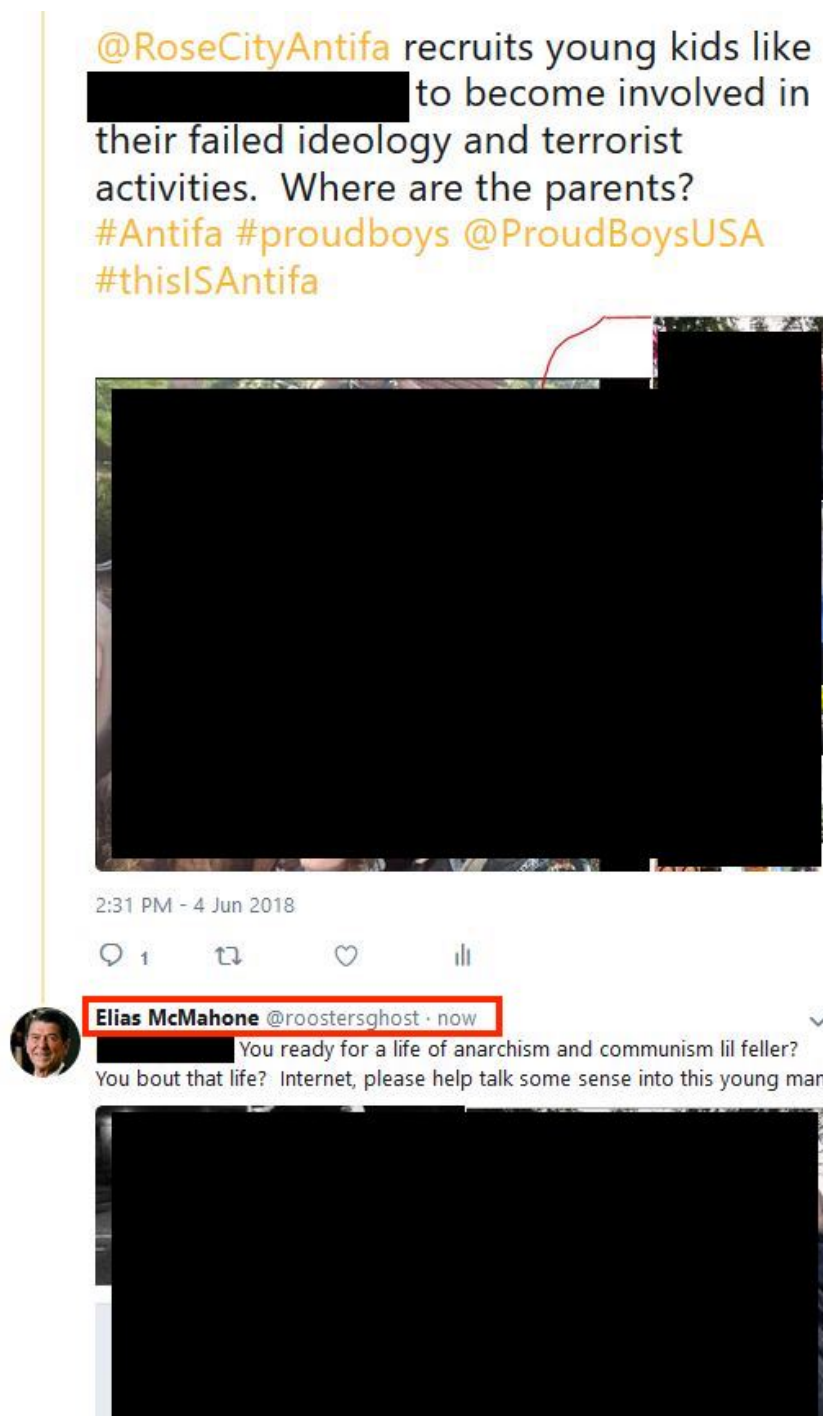 @RoseCityAntifa recruits young kids like
to become involved in
their failed ideology and terrorist
activities.  Where are the parents?
#Antifa #proudboys @ProudBoysUSA
#thisISAntifa
2:31 PM - 4 Jun 2018
1
Elias McMahone @roostersghost · now
You ready for a life of anarchism and communism lil feller?
You bout that life?  Internet, please help talk some sense into this young man